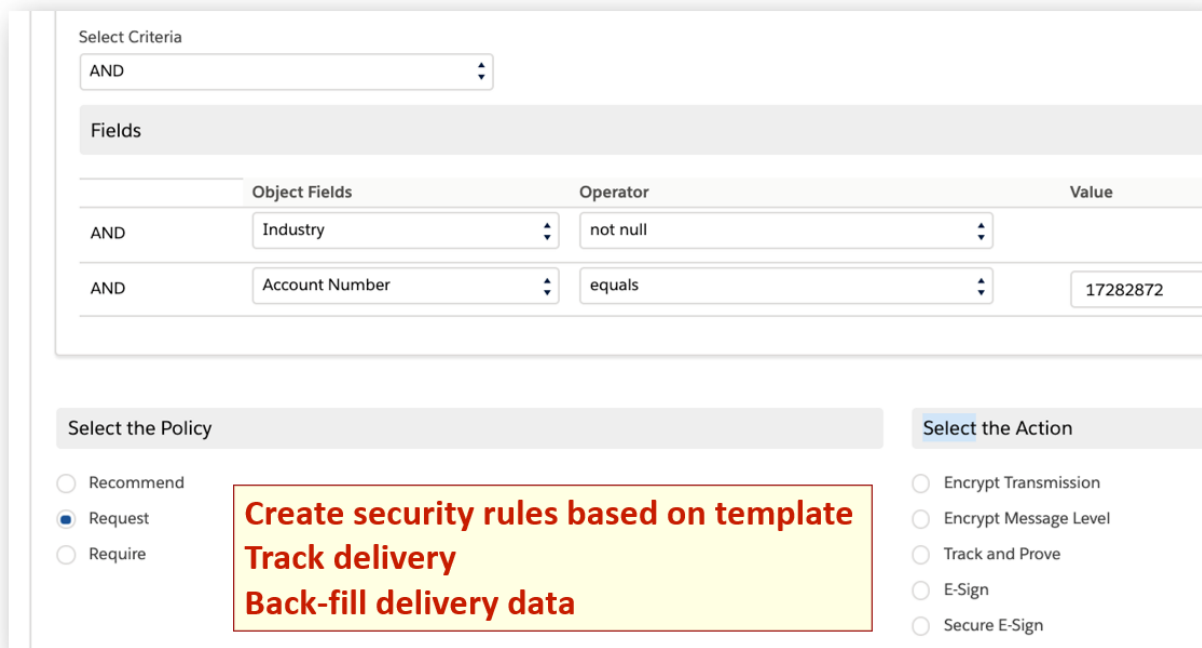 Select Criteria
AND
Fields
Object Fields Operator Value
AND Industry not null
AND Account Number equals 17282872
Select the Policy
Recommend
Request
Require
Create security rules based on template
Track delivery
Back-fill delivery data
Select the Action
Encrypt Transmission
Encrypt Message Level
Track and Prove
E-Sign
Secure E-Sign